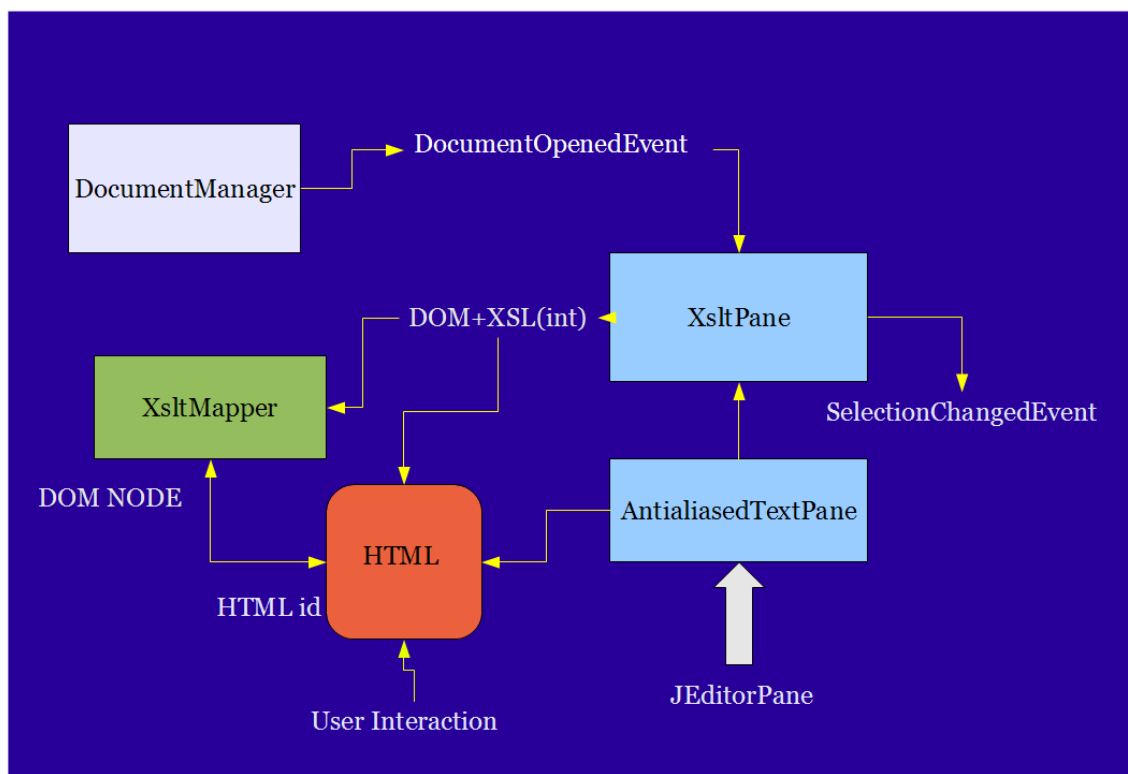 DocumentOpenedEvent
DocumentManager
DOM+XSL(int)
XsltPane
XsltMapper
SelectionChangedEvent
DOM NODE
AntialiasedTextPane
HTML
HTML id
JEditorPane
User Interaction